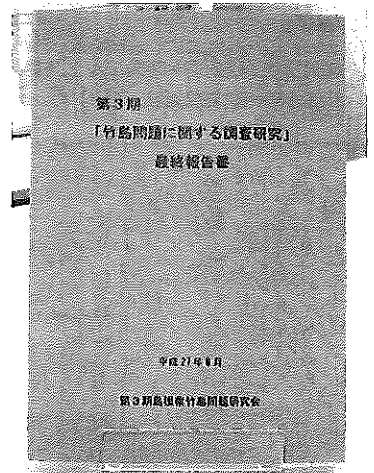 第3期
「竹島問題に関する調査研究」
最終報告書
平成27年8月
第3期島根県竹島問題研究会